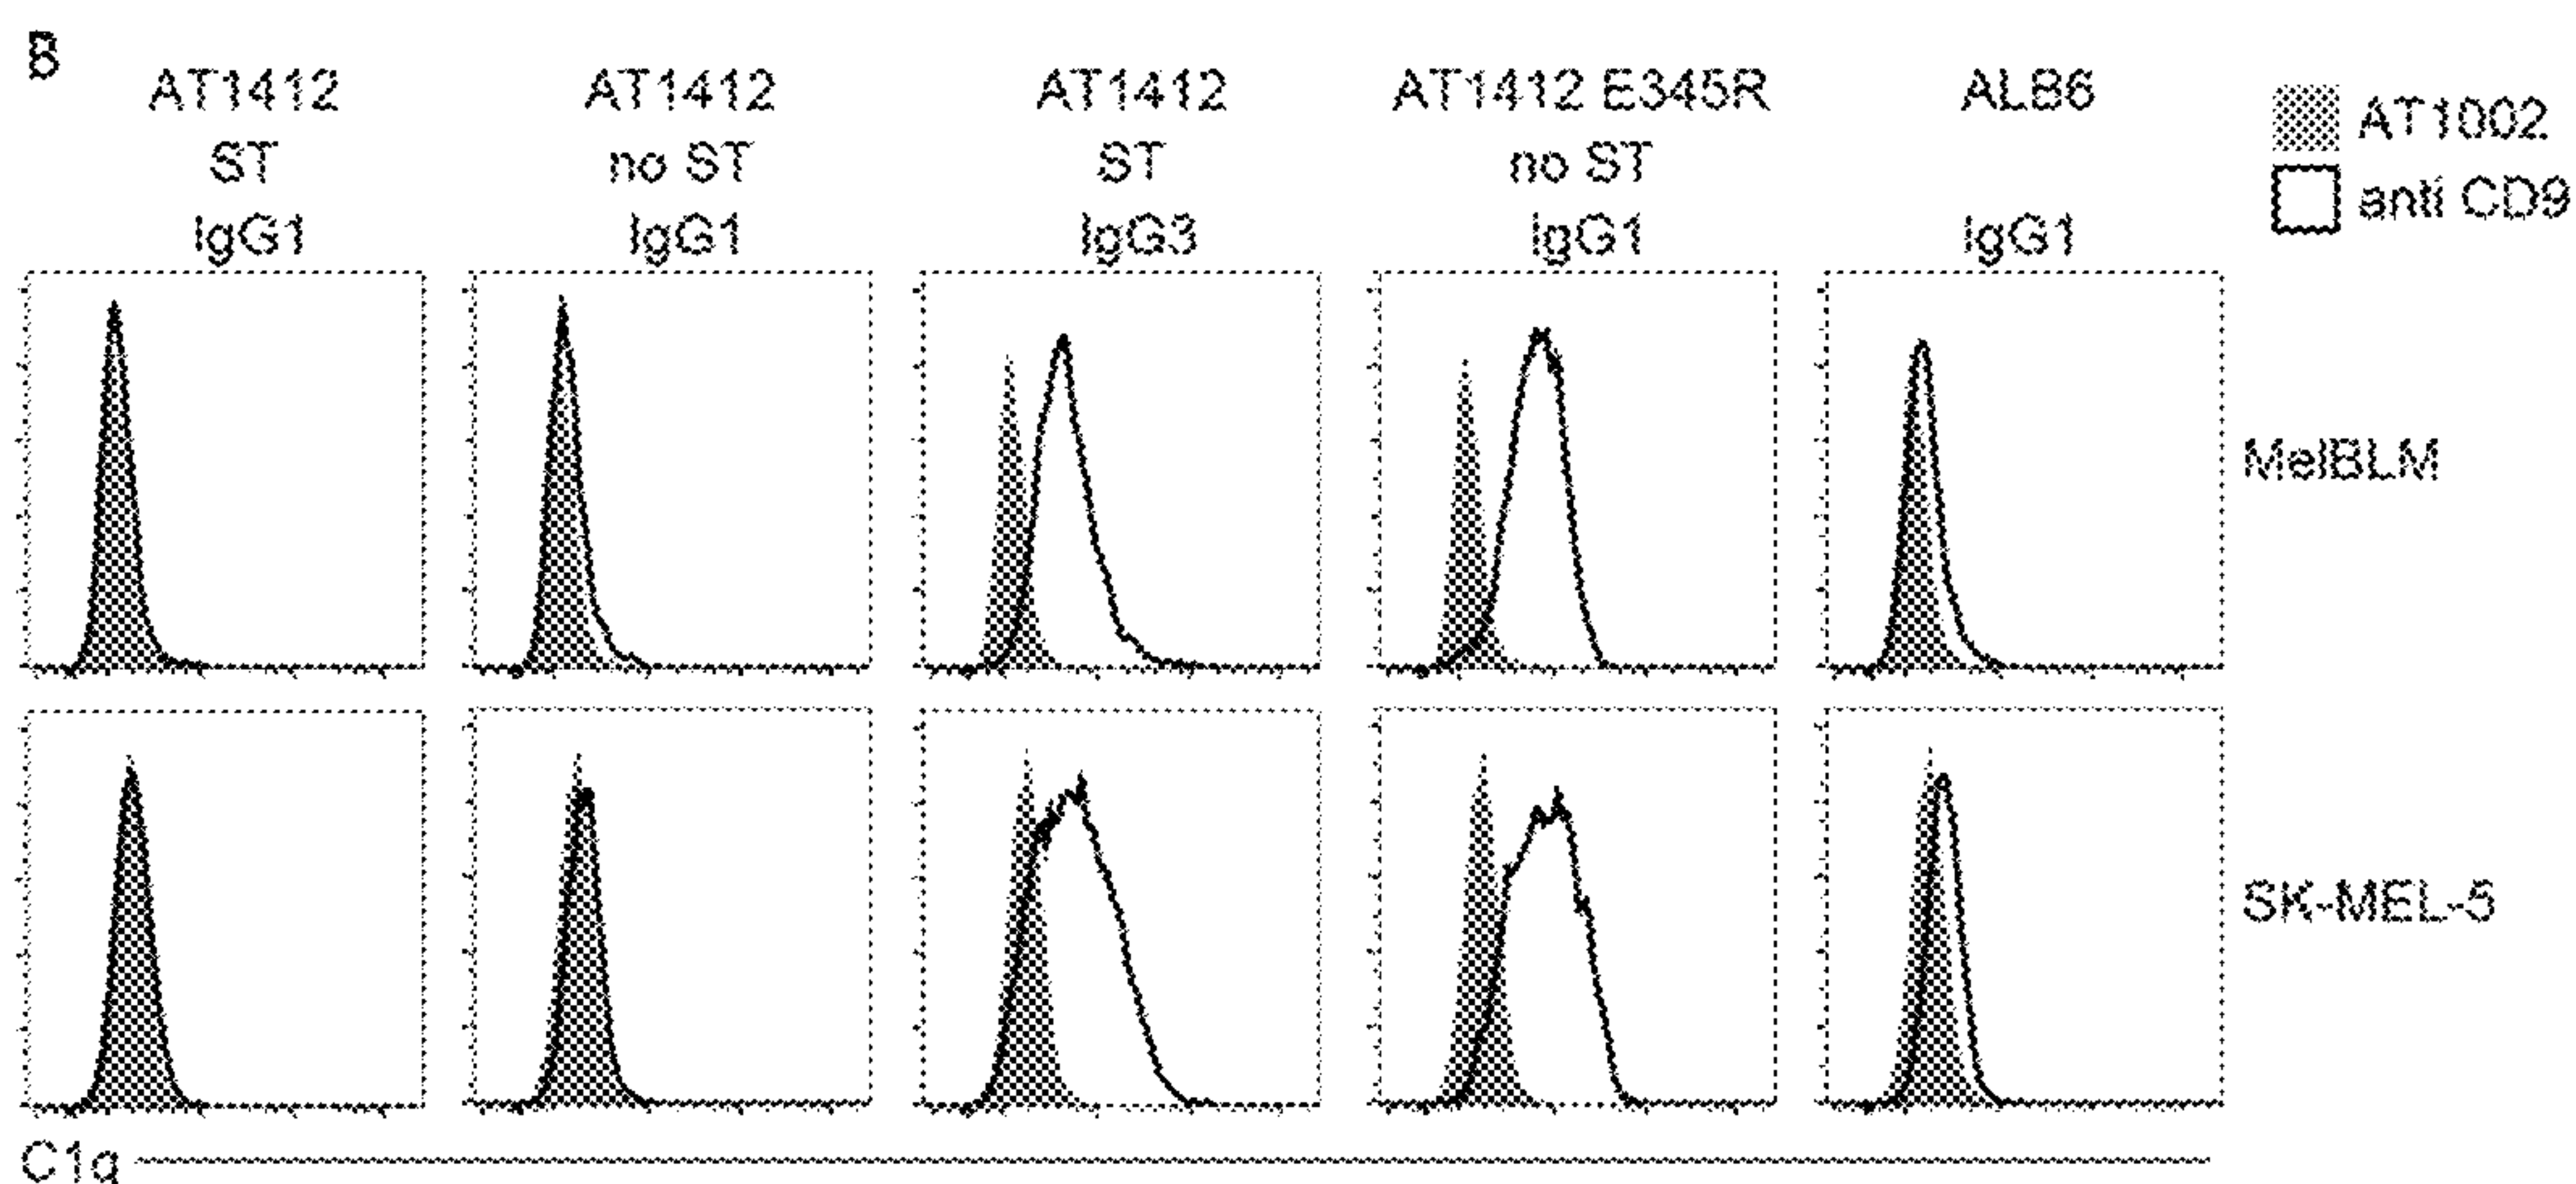 B
AT1412
ST
IgG1
AT1412
no ST
IgG1
AT1412
ST
IgG3
AT1412 E345R
no ST
IgG1
ALB6
IgG1
AT1002
anti CD9
MelBLM
SK-MEL-5
C1q